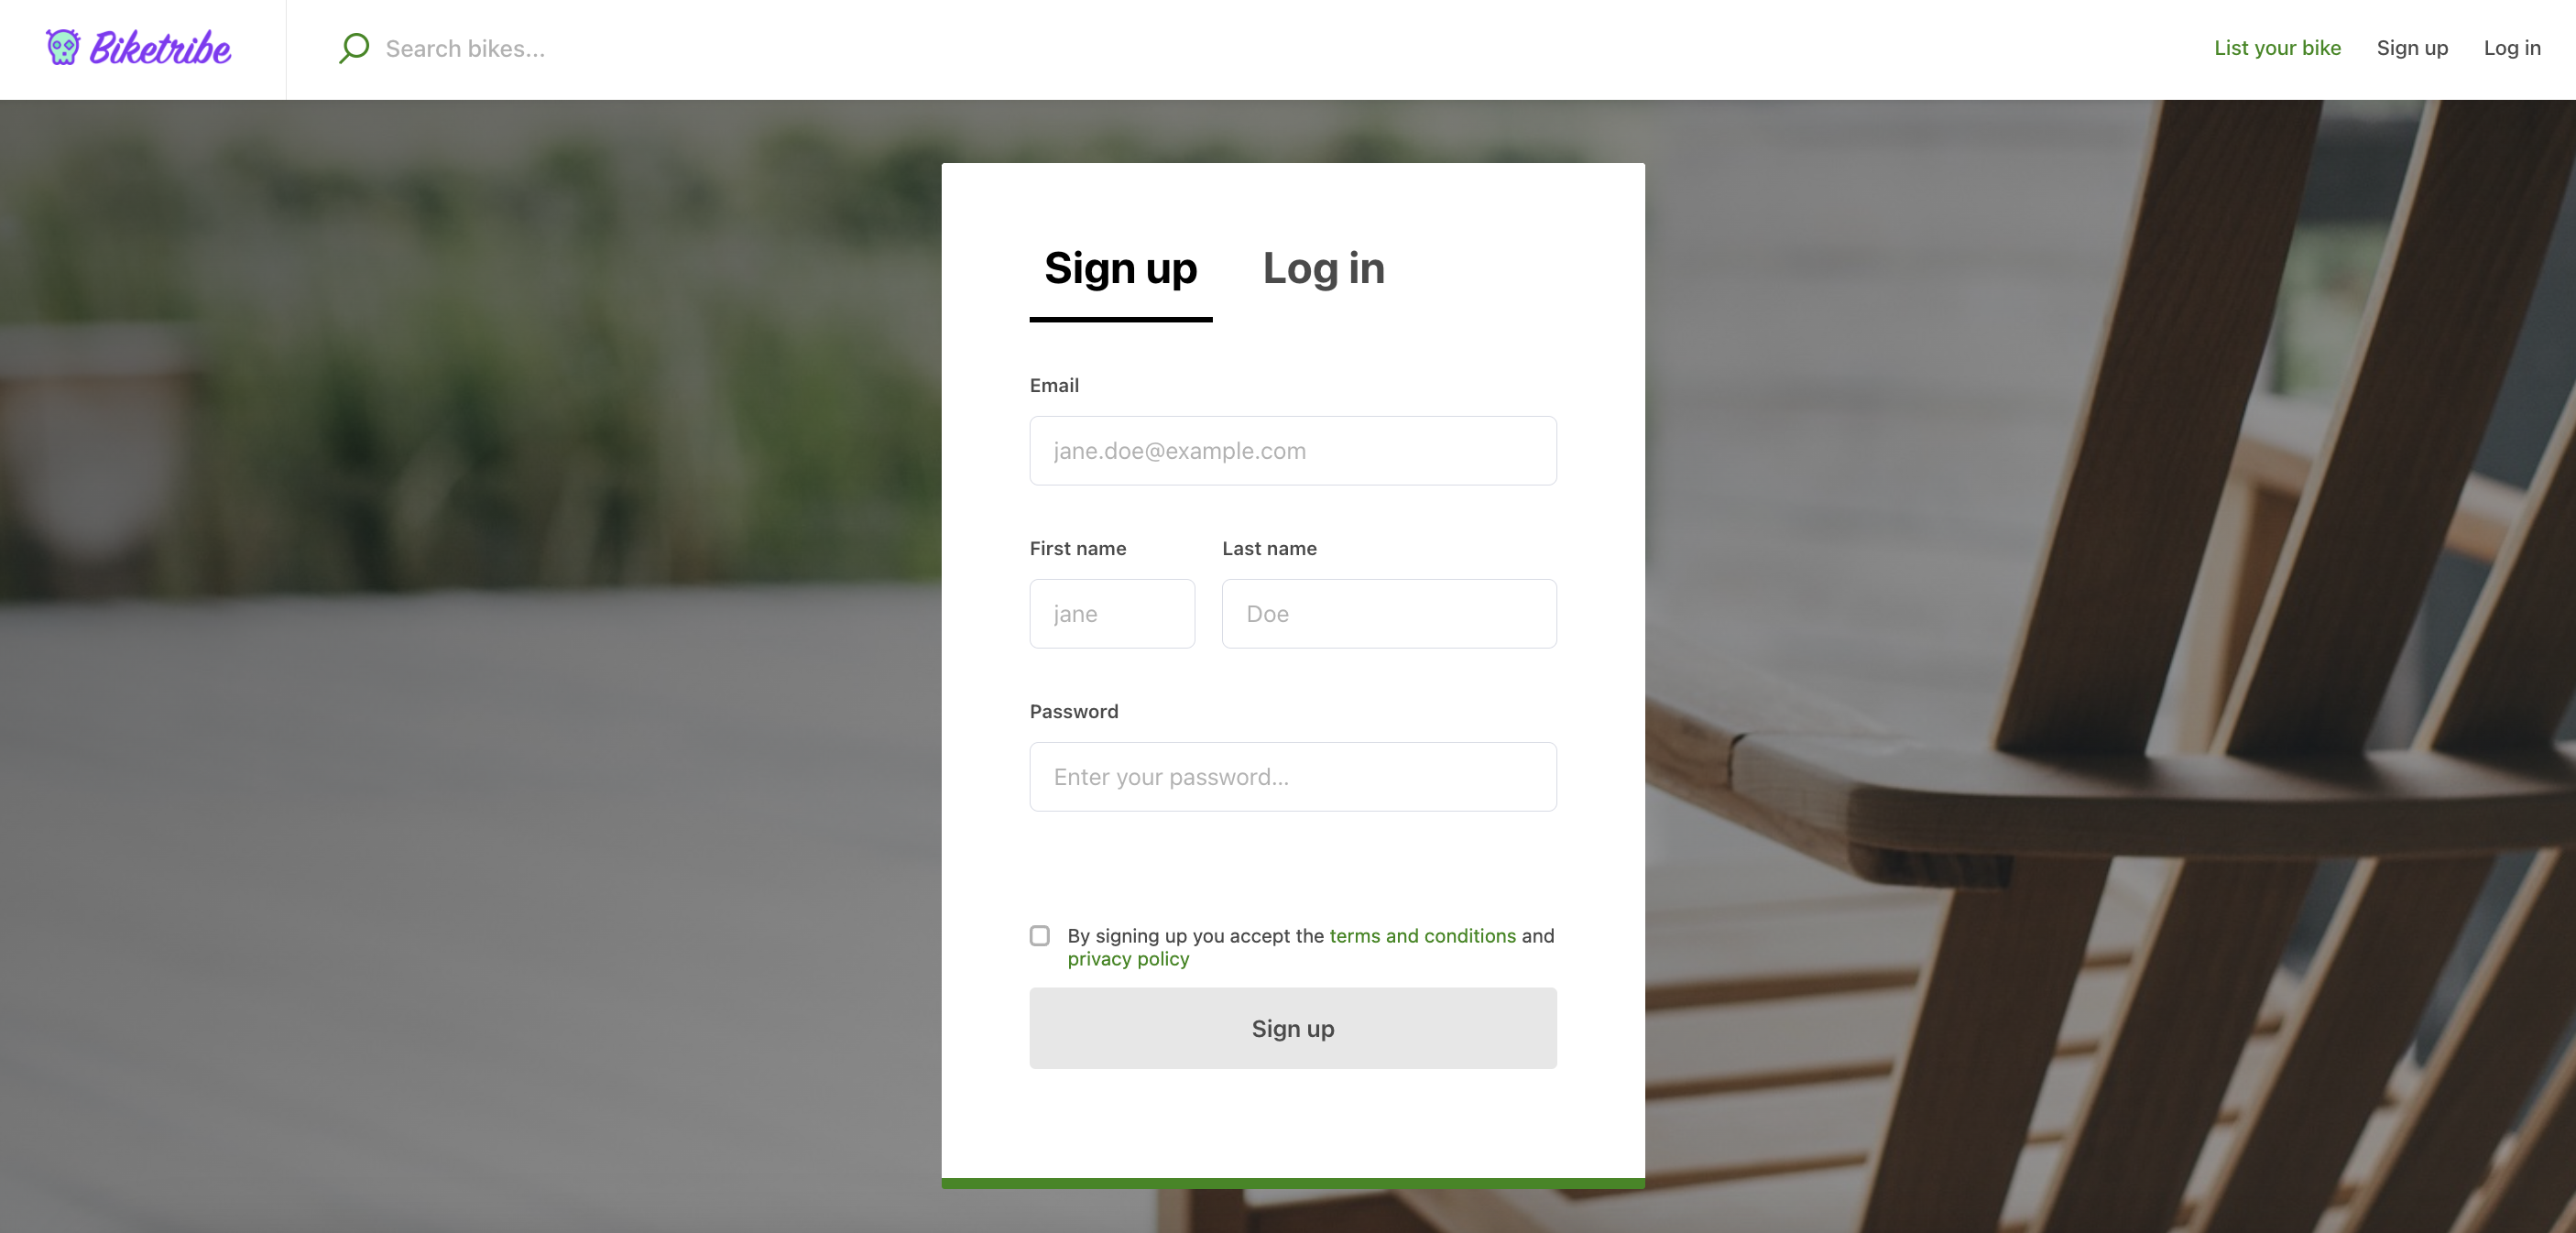 Biketribe
Search bikes...
List your bike
Sign up
Log in
Sign up
Log in
Email
jane.doe@example.com
First name
Last name
jane
Doe
Password
Enter your password...
By signing up you accept the terms and conditions and
privacy policy
Sign up